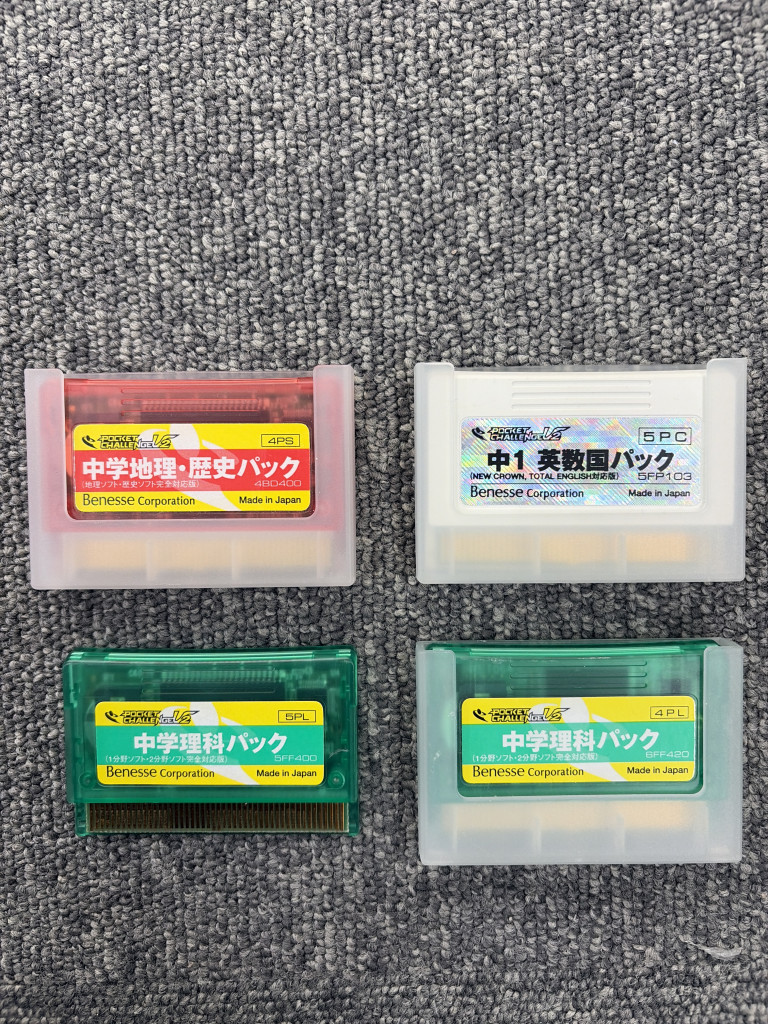 POCKET CHALLENGE V2
4PS
中学地理・歴史パック
(地理ソフト・歴史ソフト完全対応版) 4BD400
Benesse Corporation Made in Japan
POCKET CHALLENGE V2
5PC
中1 英数国パック
(NEW CROWN, TOTAL ENGLISH対応版) 5FP103
Benesse Corporation Made in Japan
POCKET CHALLENGE V2
5PL
中学理科パック
(1分野ソフト・2分野ソフト完全対応版) 5FF400
Benesse Corporation Made in Japan
POCKET CHALLENGE V2
4PL
中学理科パック
(1分野ソフト・2分野ソフト完全対応版) 6FF420
Benesse Corporation Made in Japan